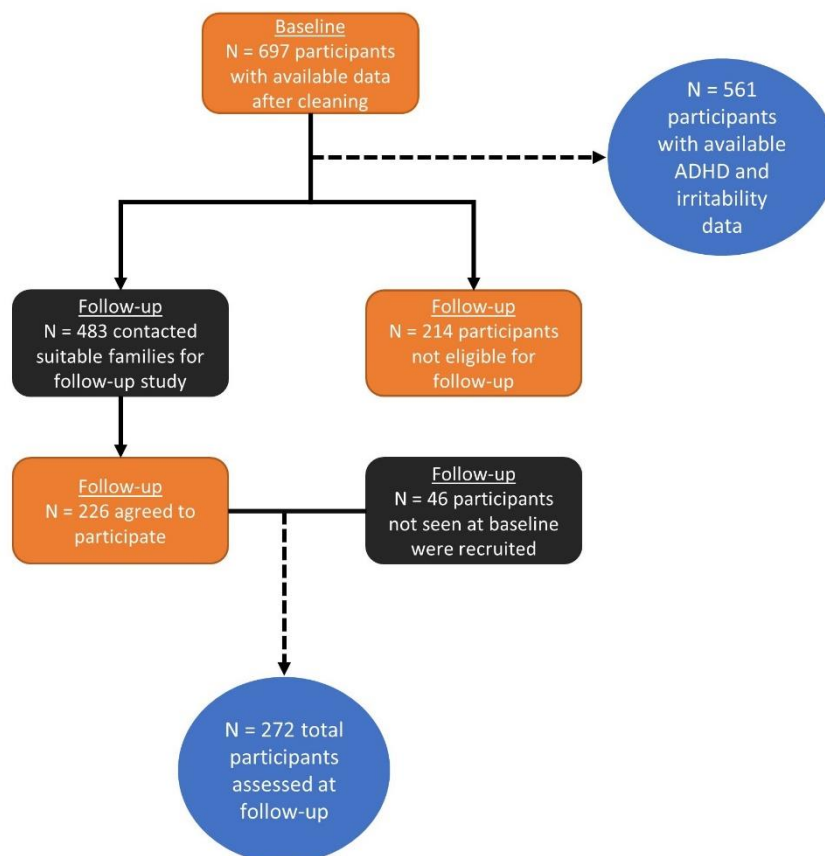 Baseline
N = 697 participants
with available data
after cleaning
N = 561
participants
with available
ADHD and
irritability
data
Follow-up
N = 483 contacted
suitable families for
follow-up study
Follow-up
N = 214 participants
not eligible for
follow-up
Follow-up
N = 226 agreed to
participate
Follow-up
N = 46 participants
not seen at baseline
were recruited
N = 272 total
participants
assessed at
follow-up